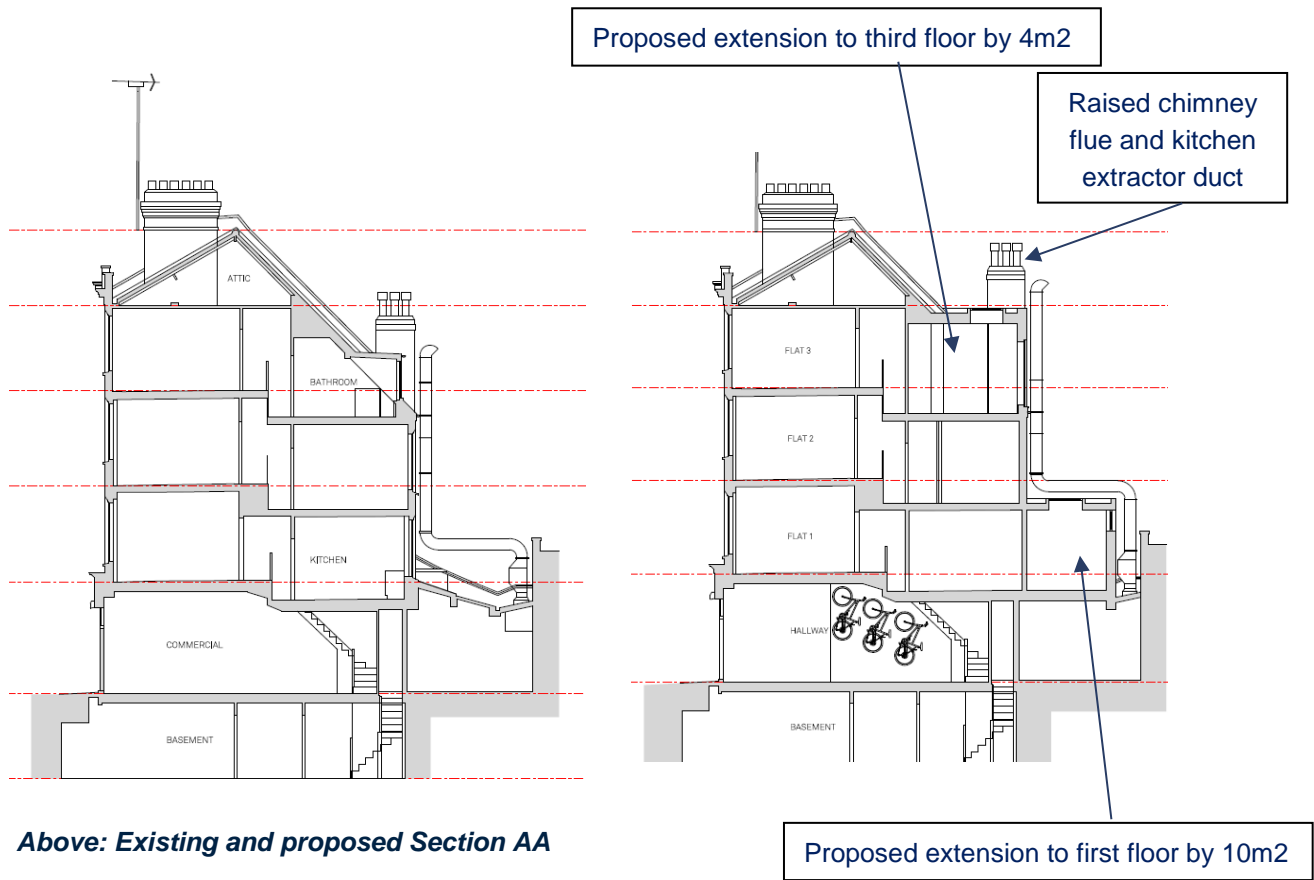 Proposed extension to third floor by 4m2
Raised chimney
flue and kitchen
extractor duct
ATTIC
BATHROOM
KITCHEN
COMMERCIAL
BASEMENT
FLAT 3
FLAT 2
FLAT 1
HALLWAY
BASEMENT
Above: Existing and proposed Section AA
Proposed extension to first floor by 10m2